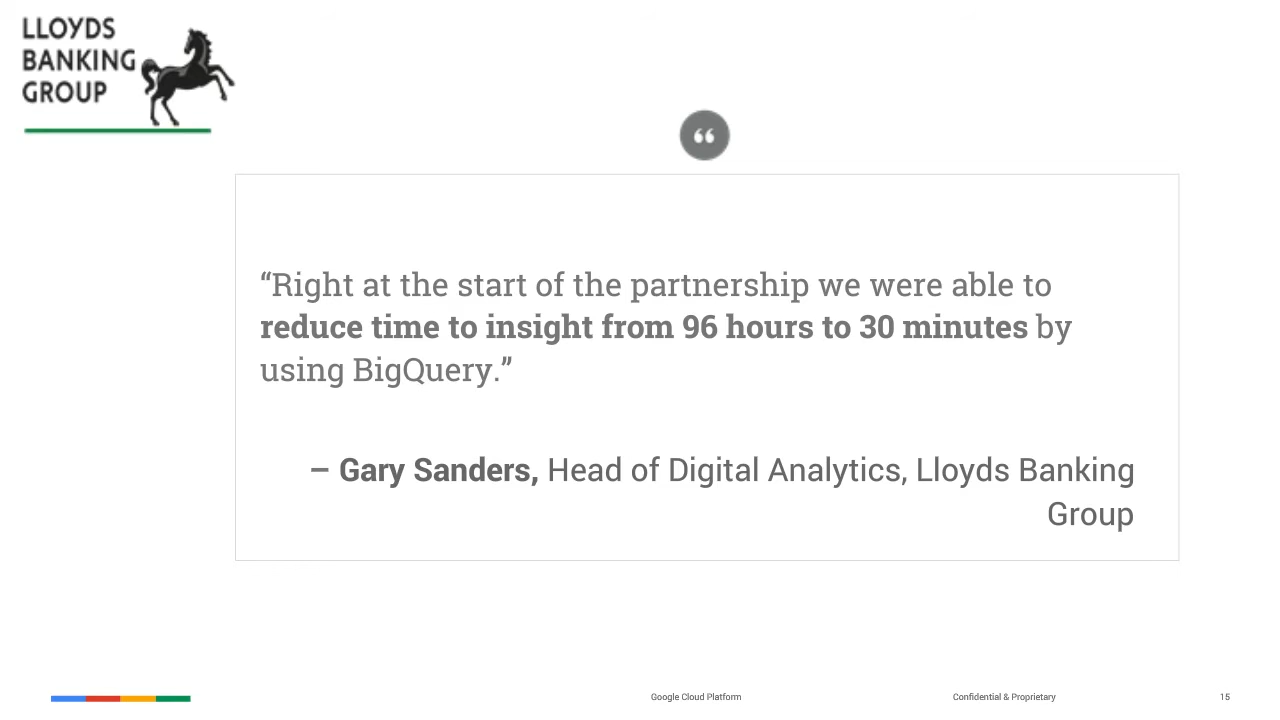 LLOYDS
BANKING
GROUP
“
“Right at the start of the partnership we were able to
reduce time to insight from 96 hours to 30 minutes by
using BigQuery.”
– Gary Sanders, Head of Digital Analytics, Lloyds Banking
Group
Google Cloud Platform
Confidential & Proprietary
15